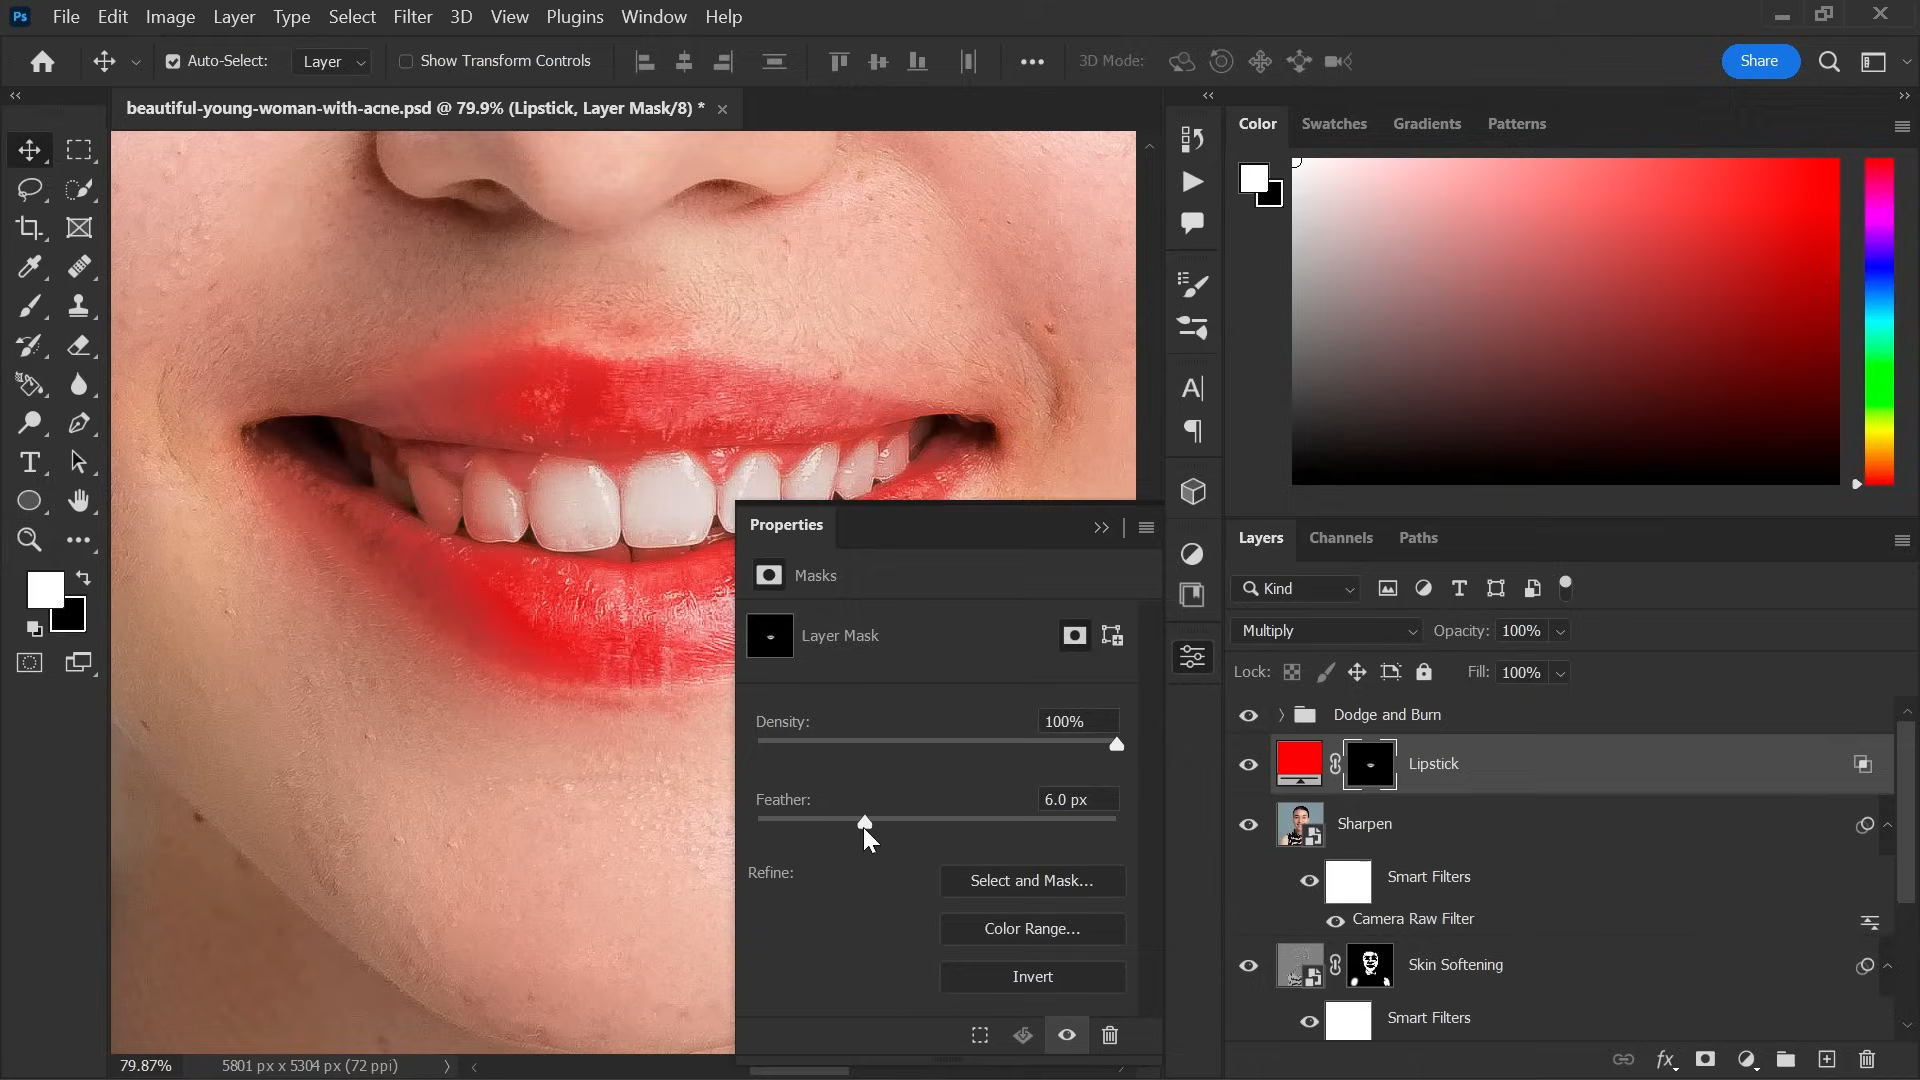 Ps File Edit Image Layer Type Select Filter 3D View Plugins Window Help
Auto-Select: Layer Show Transform Controls 3D Mode: Share
beautiful-young-woman-with-acne.psd @ 79.9% (Lipstick, Layer Mask/8) *
Color Swatches Gradients Patterns
Properties
Masks
Layer Mask
Density: 100%
Feather: 6.0 px
Refine: Select and Mask...
Color Range...
Invert
Layers Channels Paths
Kind
Multiply Opacity: 100%
Lock: Fill: 100%
Dodge and Burn
Lipstick
Sharpen
Smart Filters
Camera Raw Filter
Skin Softening
Smart Filters
fx
79.87% 5801 px x 5304 px (72 ppi)